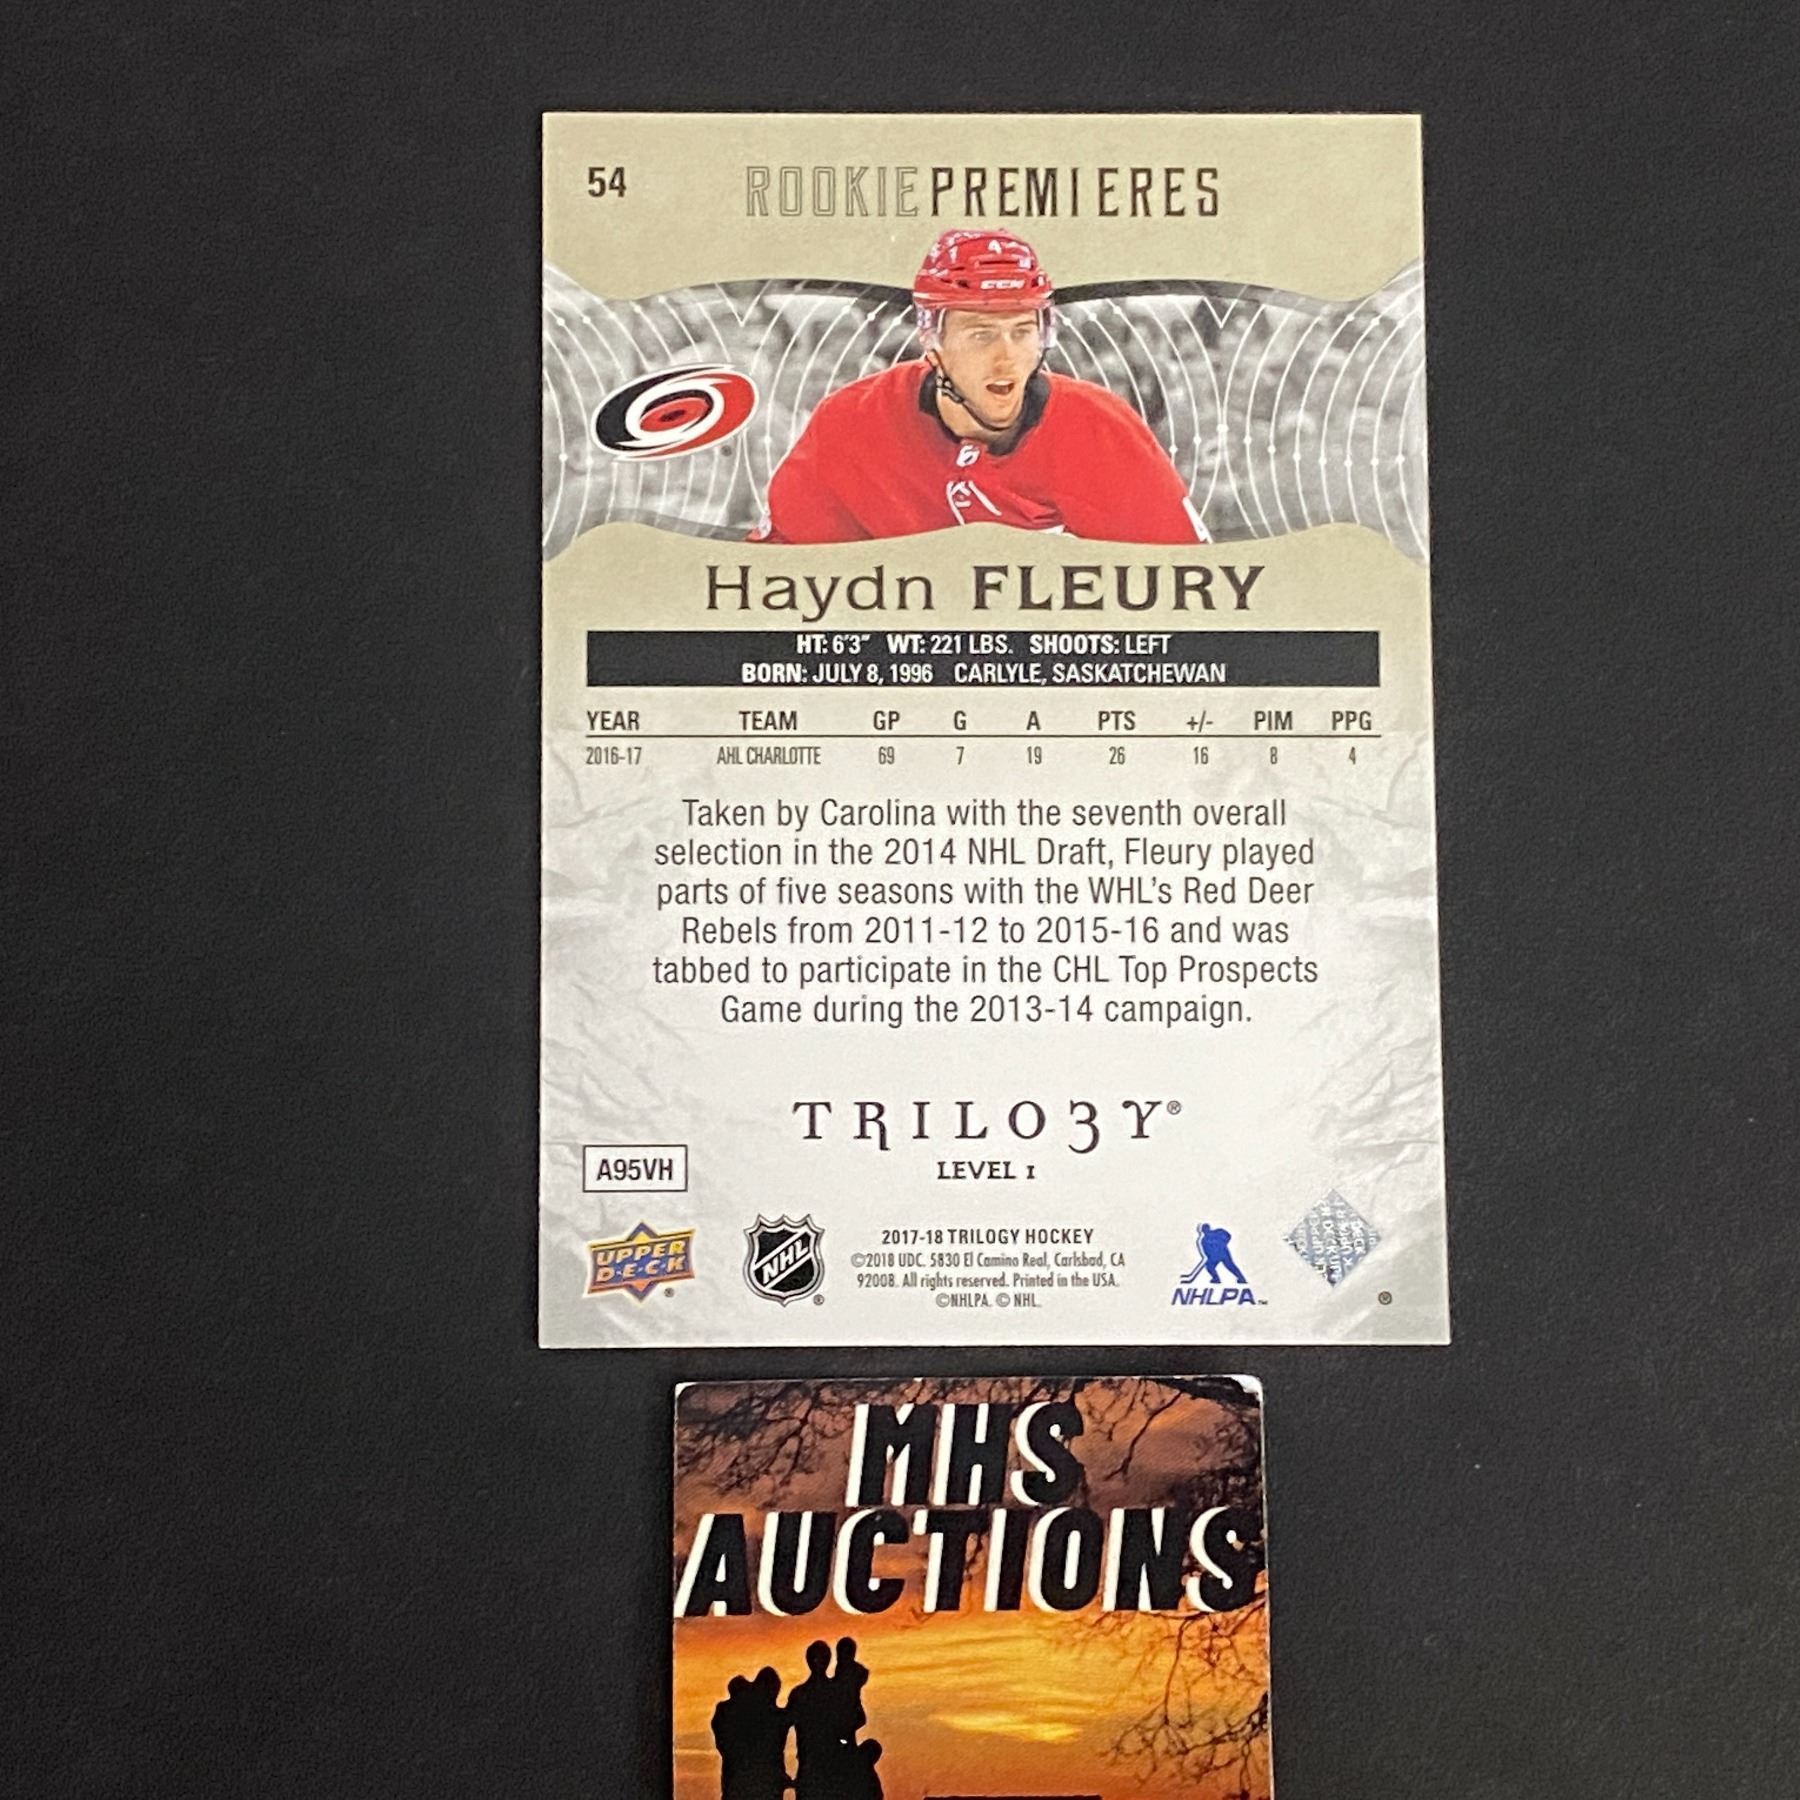 54
ROOKIE PREMIERES
4
CCM
Haydn FLEURY
HT: 6'3" WT: 221 LBS. SHOOTS: LEFT
BORN: JULY 8, 1996 CARLYLE, SASKATCHEWAN
YEAR TEAM GP G A PTS +/- PIM PPG
2016-17 AHL CHARLOTTE 69 7 19 26 16 8 4
Taken by Carolina with the seventh overall
selection in the 2014 NHL Draft, Fleury played
parts of five seasons with the WHL's Red Deer
Rebels from 2011-12 to 2015-16 and was
tabbed to participate in the CHL Top Prospects
Game during the 2013-14 campaign.
TRILO3Y®
LEVEL 1
A95VH
UPPER
D·E·C·K ®
NHL ®
2017-18 TRILOGY HOCKEY
©2018 UDC. 5830 El Camino Real, Carlsbad, CA
92008. All rights reserved. Printed in the USA.
©NHLPA. © NHL.
NHLPA™
®
MHS
AUCTIONS